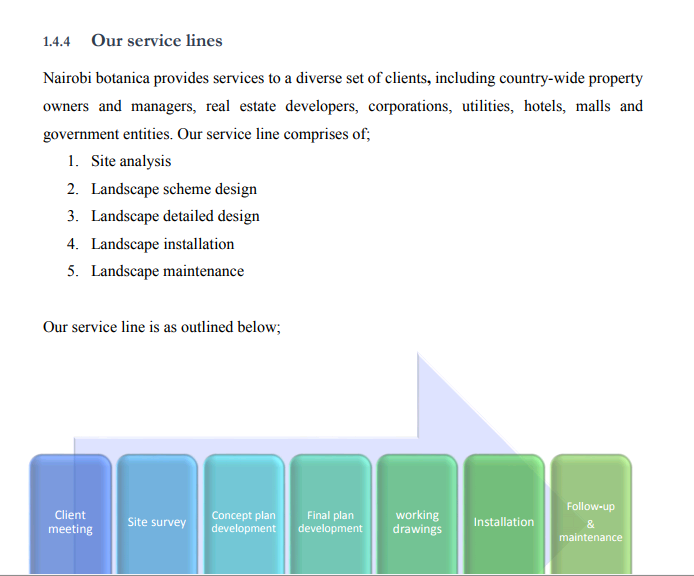 1.4.4 Our service lines
Nairobi botanica provides services to a diverse set of clients, including country-wide property
owners and managers, real estate developers, corporations, utilities, hotels, malls and
government entities. Our service line comprises of;
1. Site analysis
2. Landscape scheme design
3. Landscape detailed design
4. Landscape installation
5. Landscape maintenance
Our service line is as outlined below;
Client
meeting
Site survey
Concept plan
development
Final plan
development
working
drawings
Installation
Follow-up
&
maintenance